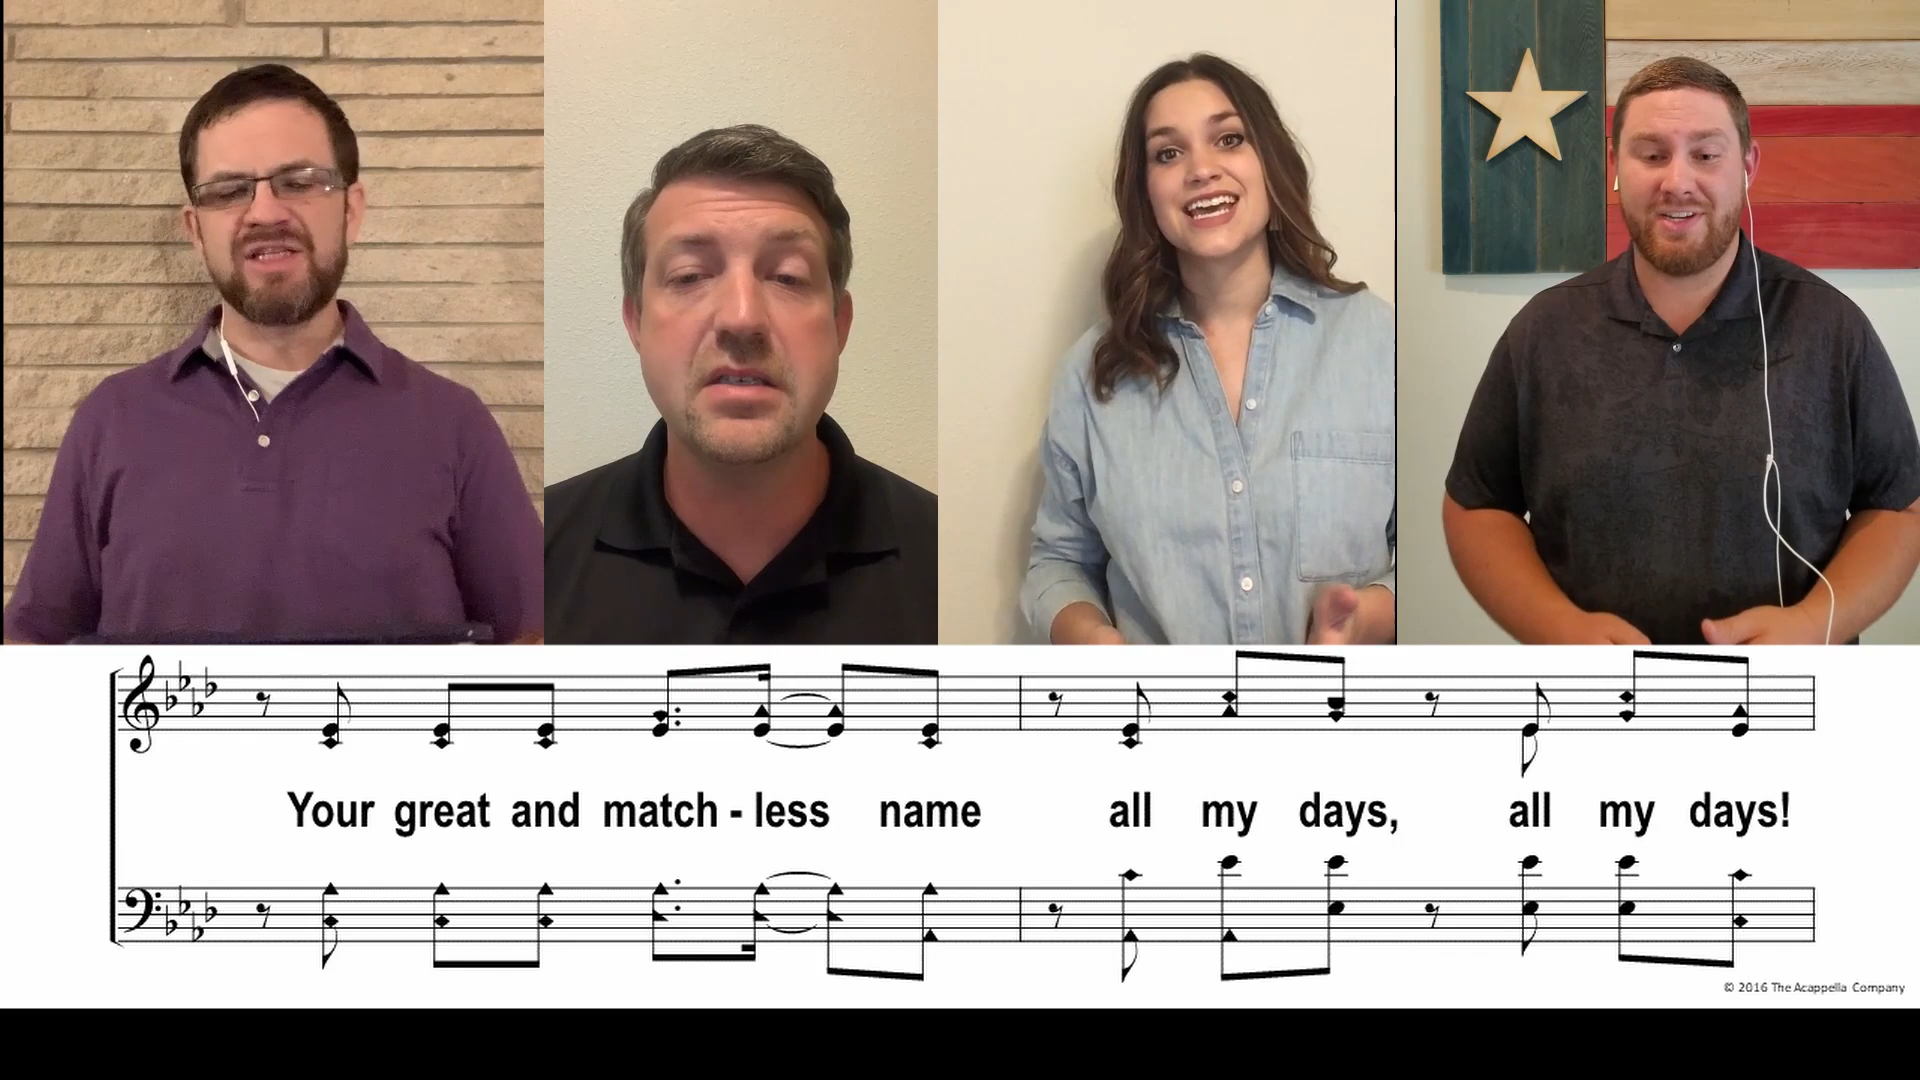 Your great and match - less name all my days, all my days!
© 2016 The Acappella Company